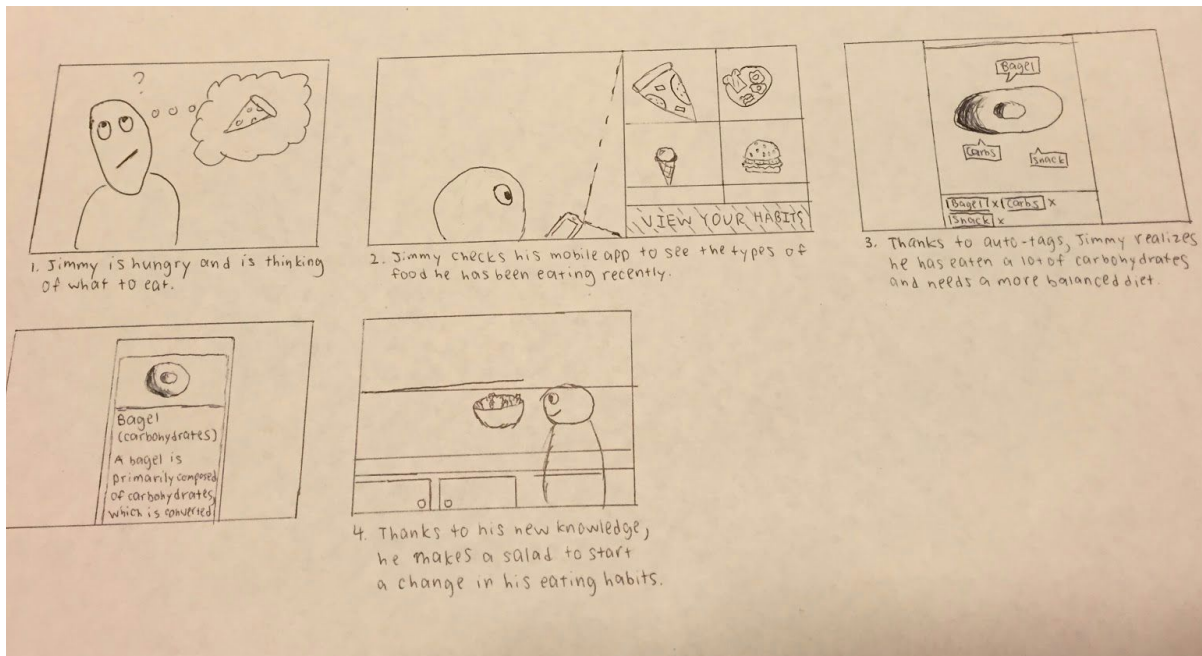 ?
1. Jimmy is hungry and is thinking
of what to eat.
VIEW YOUR HABITS
2. Jimmy checks his mobile app to see the types of
food he has been eating recently.
Bagel
Carbs
Snack
Bagel x Carbs x
Snack x
3. Thanks to auto-tags, Jimmy realizes
he has eaten a lot of carbohydrates
and needs a more balanced diet.
Bagel
(carbohydrates)
A bagel is
primarily composed
of carbohydrates,
which is converted
4. Thanks to his new knowledge,
he makes a salad to start
a change in his eating habits.